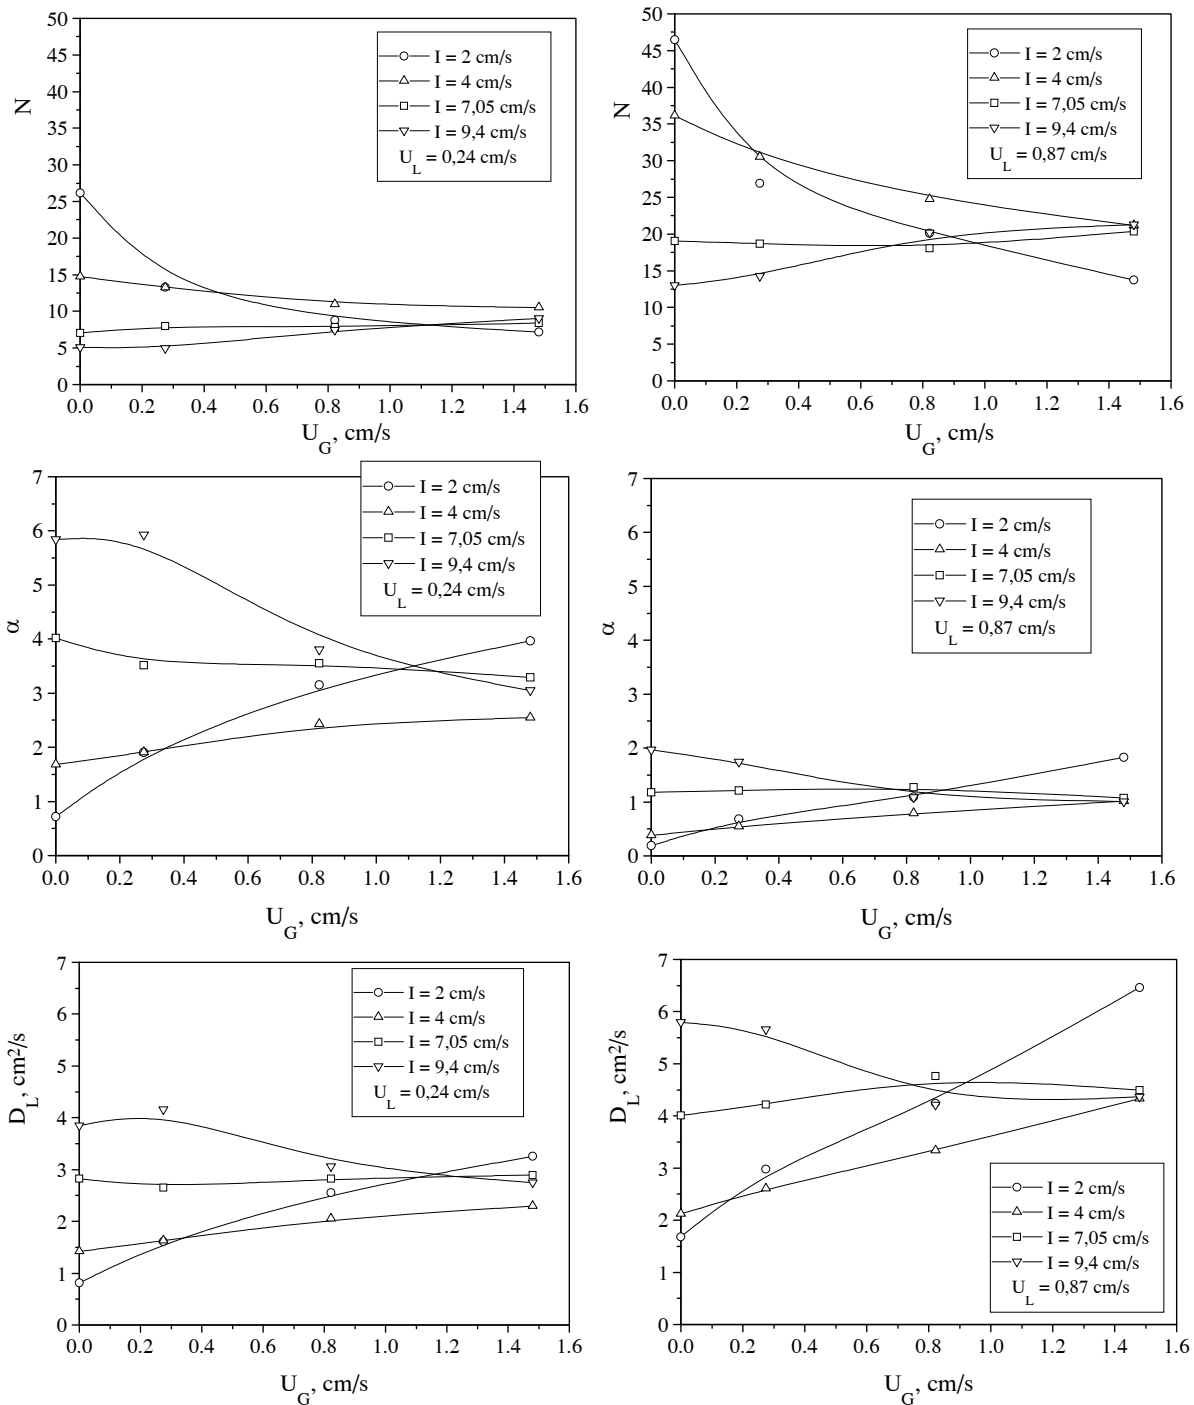 50
45
40
35
30
25
20
15
10
5
0
N
I = 2 cm/s
I = 4 cm/s
I = 7,05 cm/s
I = 9,4 cm/s
U_L = 0,24 cm/s
0.0 0.2 0.4 0.6 0.8 1.0 1.2 1.4 1.6
U_G, cm/s
50
45
40
35
30
25
20
15
10
5
0
N
I = 2 cm/s
I = 4 cm/s
I = 7,05 cm/s
I = 9,4 cm/s
U_L = 0,87 cm/s
0.0 0.2 0.4 0.6 0.8 1.0 1.2 1.4 1.6
U_G, cm/s
7
6
5
4
3
2
1
0
α
I = 2 cm/s
I = 4 cm/s
I = 7,05 cm/s
I = 9,4 cm/s
U_L = 0,24 cm/s
0.0 0.2 0.4 0.6 0.8 1.0 1.2 1.4 1.6
U_G, cm/s
7
6
5
4
3
2
1
0
α
I = 2 cm/s
I = 4 cm/s
I = 7,05 cm/s
I = 9,4 cm/s
U_L = 0,87 cm/s
0.0 0.2 0.4 0.6 0.8 1.0 1.2 1.4 1.6
U_G, cm/s
7
6
5
4
3
2
1
0
D_L, cm²/s
I = 2 cm/s
I = 4 cm/s
I = 7,05 cm/s
I = 9,4 cm/s
U_L = 0,24 cm/s
0.0 0.2 0.4 0.6 0.8 1.0 1.2 1.4 1.6
U_G, cm/s
7
6
5
4
3
2
1
0
D_L, cm²/s
I = 2 cm/s
I = 4 cm/s
I = 7,05 cm/s
I = 9,4 cm/s
U_L = 0,87 cm/s
0.0 0.2 0.4 0.6 0.8 1.0 1.2 1.4 1.6
U_G, cm/s